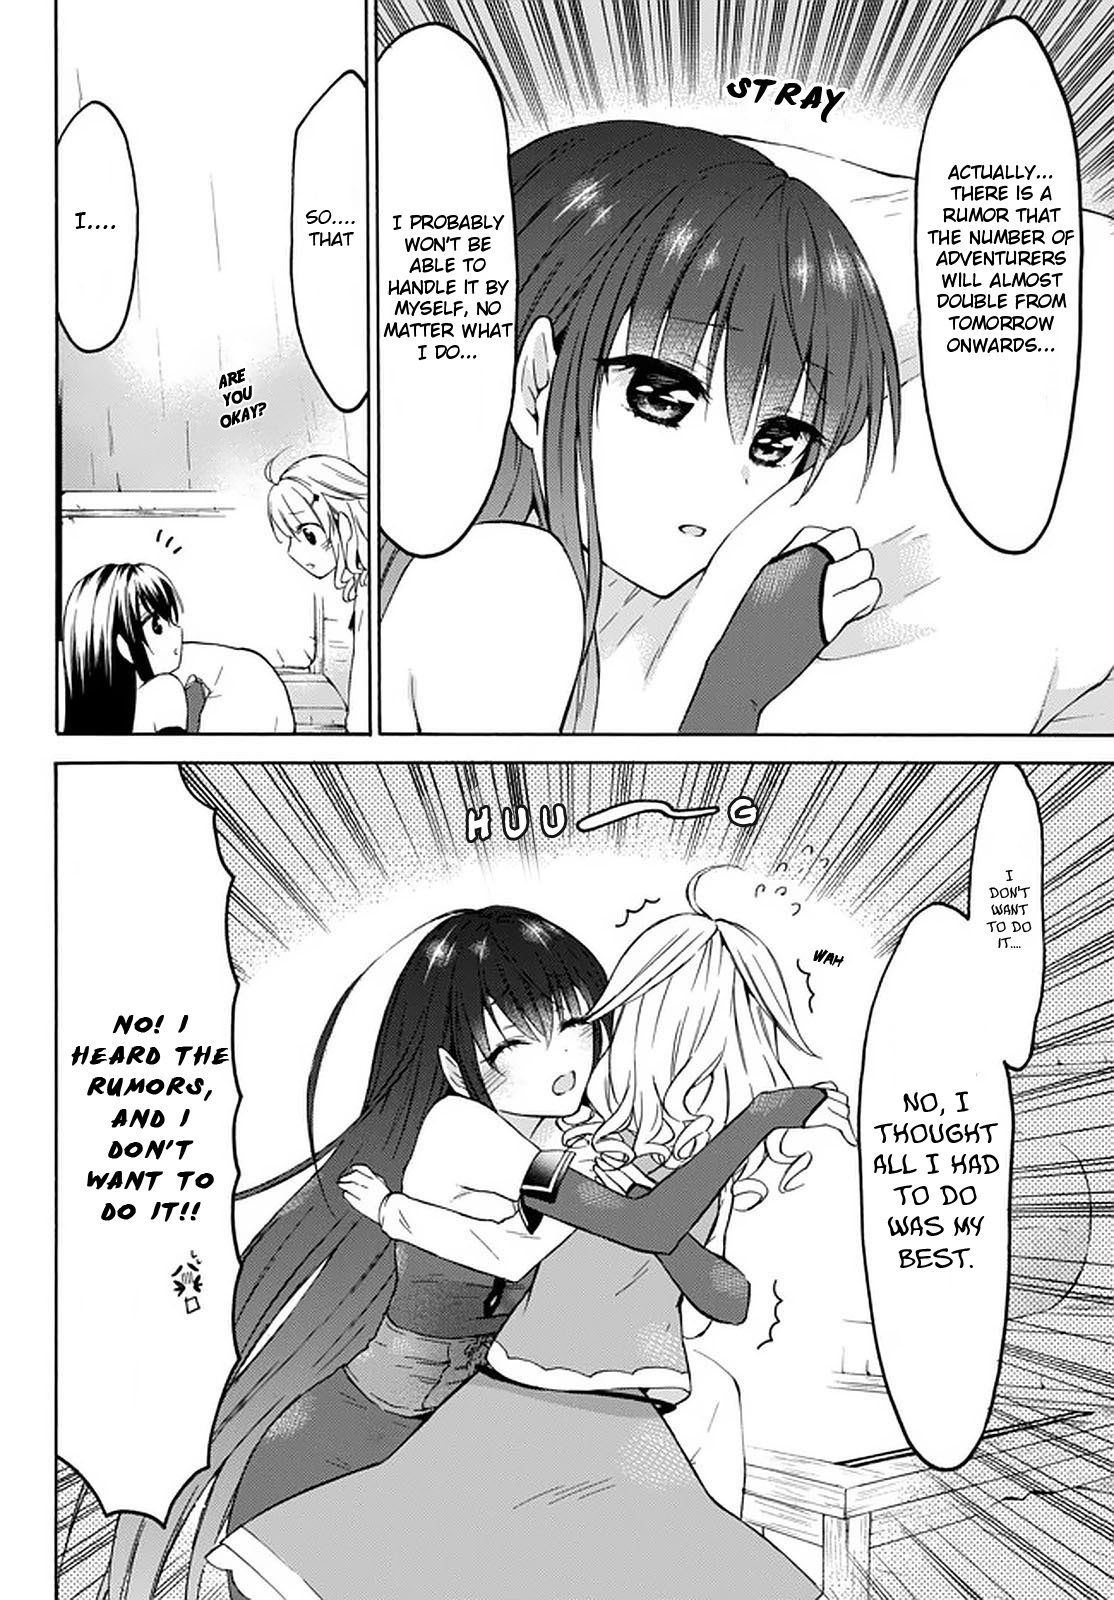 STRAY
ACTUALLY...
THERE IS A
RUMOR THAT
THE NUMBER OF
ADVENTURERS
WILL ALMOST
DOUBLE FROM
TOMORROW
ONWARDS...
I PROBABLY
WON'T BE
ABLE TO
HANDLE IT BY
MYSELF, NO
MATTER WHAT
I DO...
SO....
THAT
I....
ARE
YOU
OKAY?
HUUG
I
DON'T
WANT
TO DO
IT....
WAH
NO, I
THOUGHT
ALL I HAD
TO DO
WAS MY
BEST.
NO! I
HEARD THE
RUMORS,
AND I
DON'T
WANT TO
DO IT!!